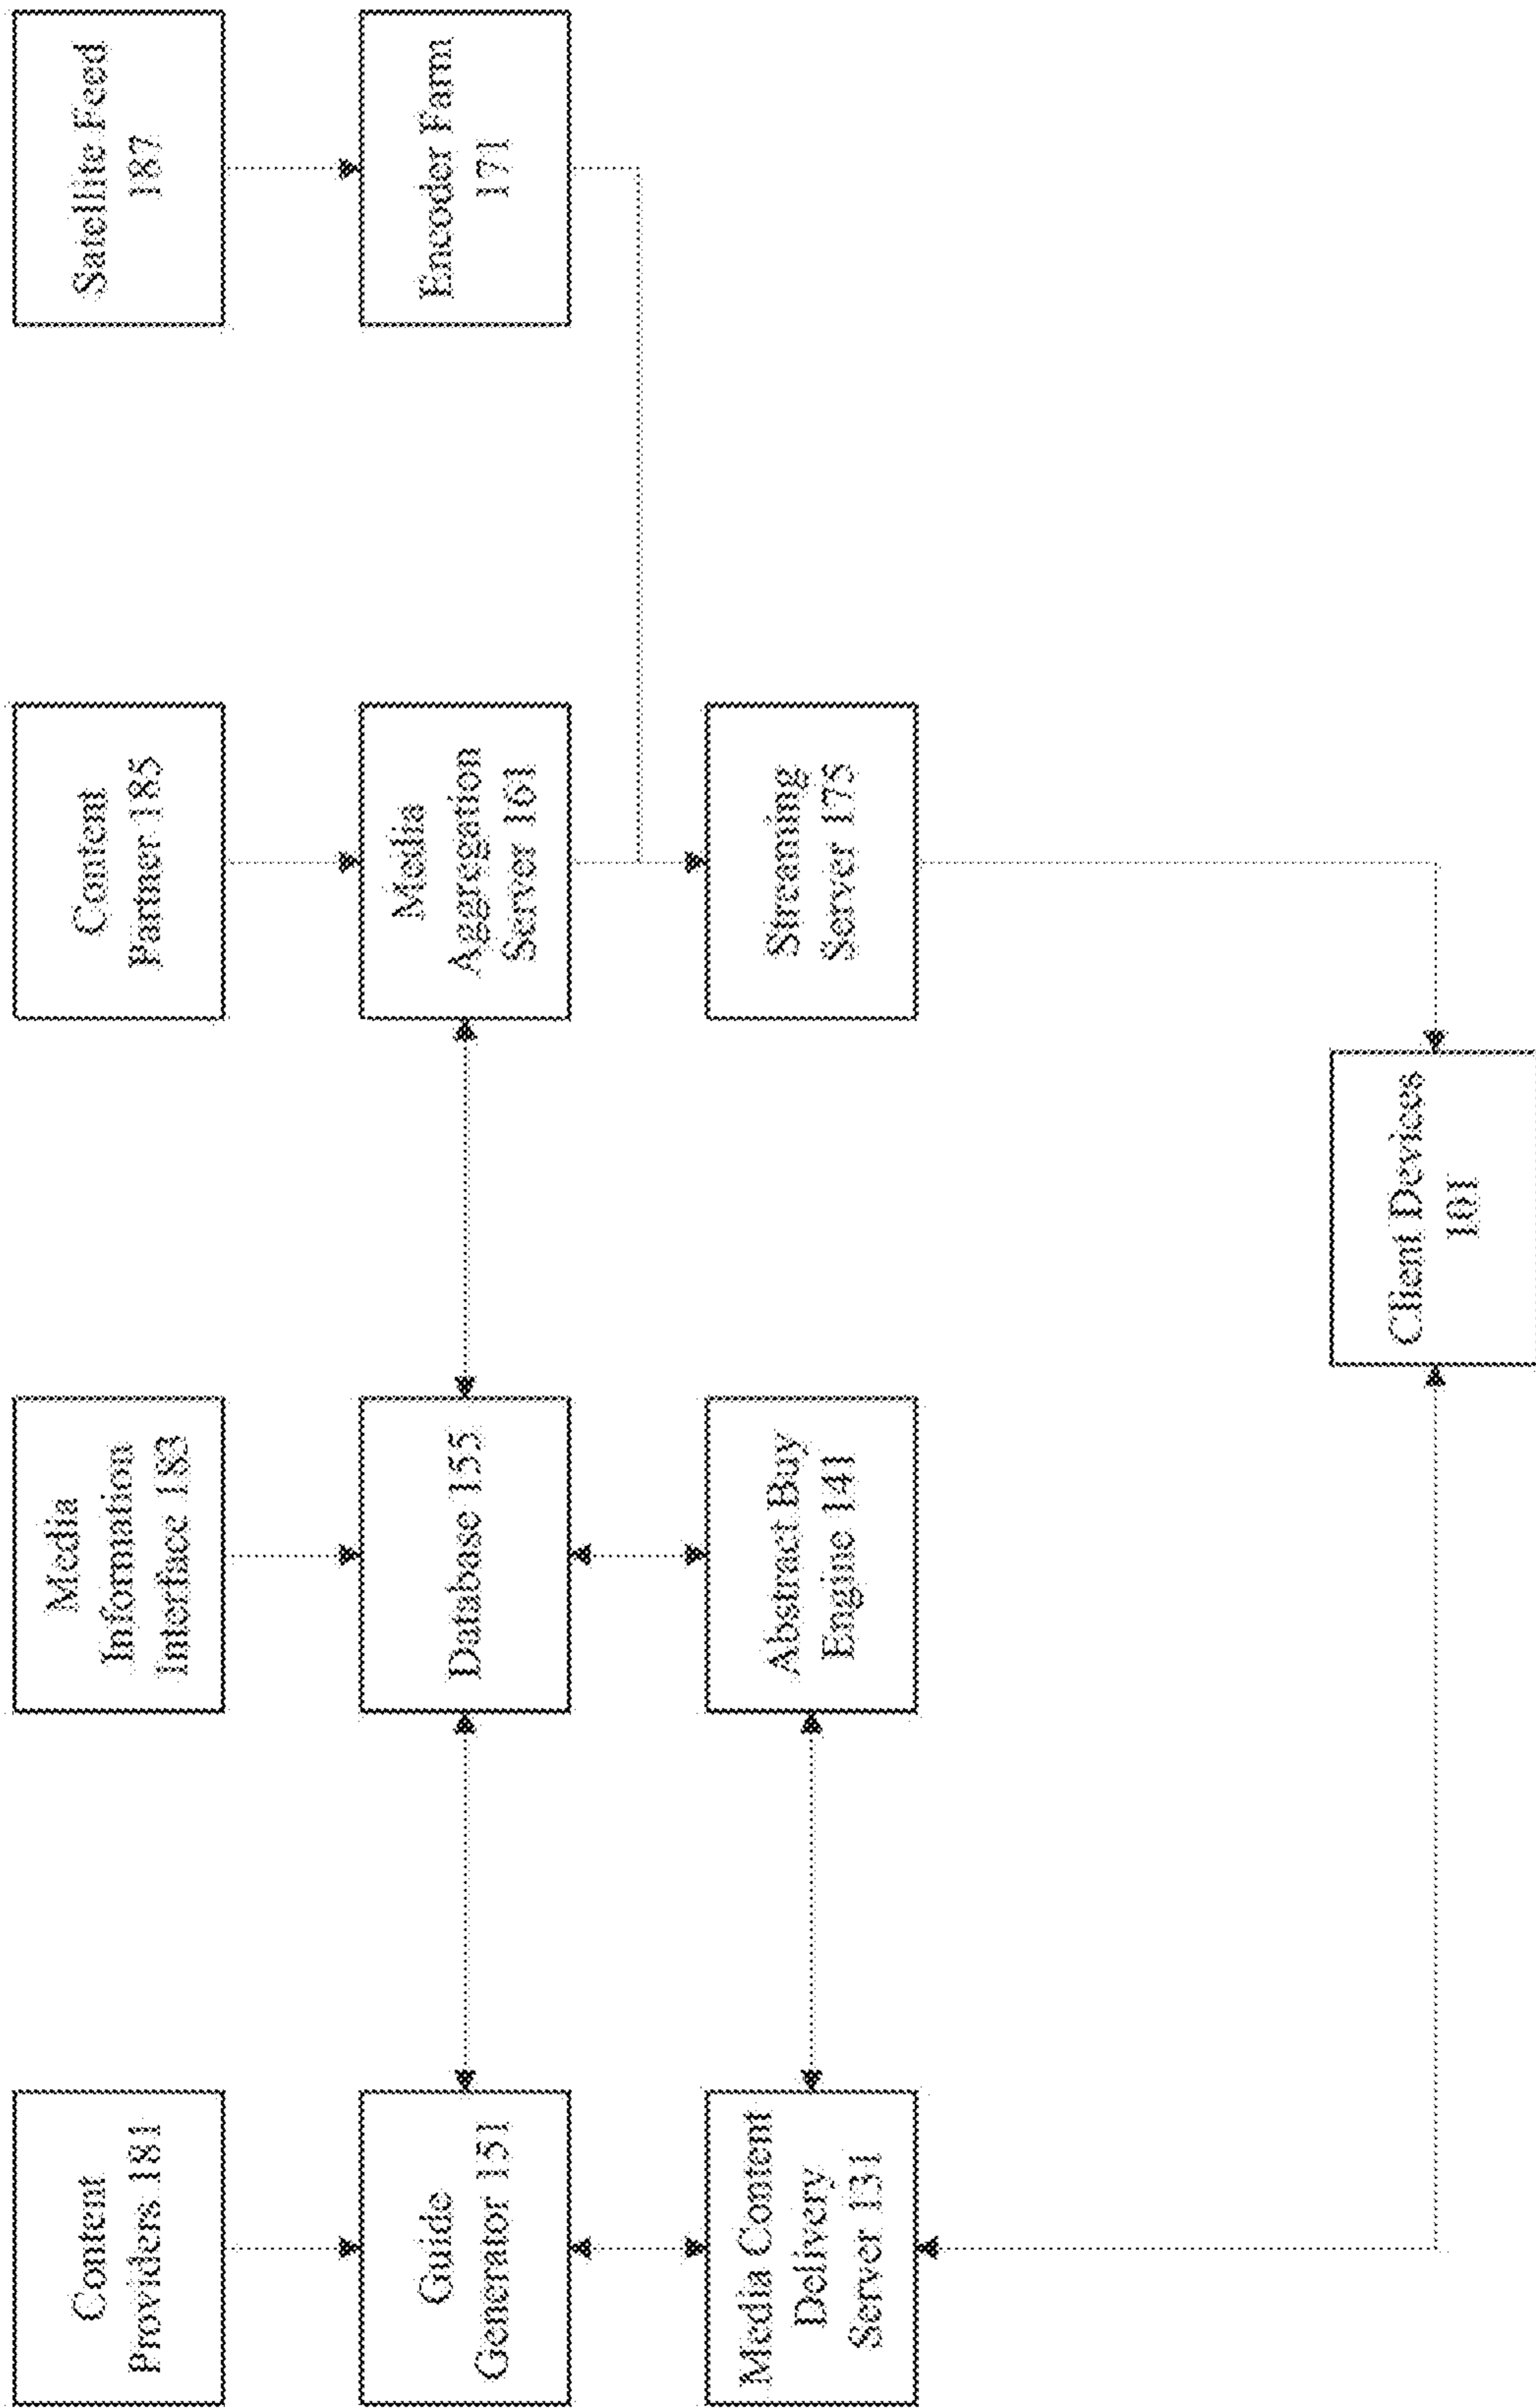 Content
Providers 181
Media
Information
Interface 183
Content
Partner 185
Satellite Feed
187
Guide
Generator 151
Database 155
Media
Aggregation
Server 161
Encoder Farm
171
Media Content
Delivery
Server 131
Abstract Buy
Engine 141
Streaming
Server 175
Client Devices
101